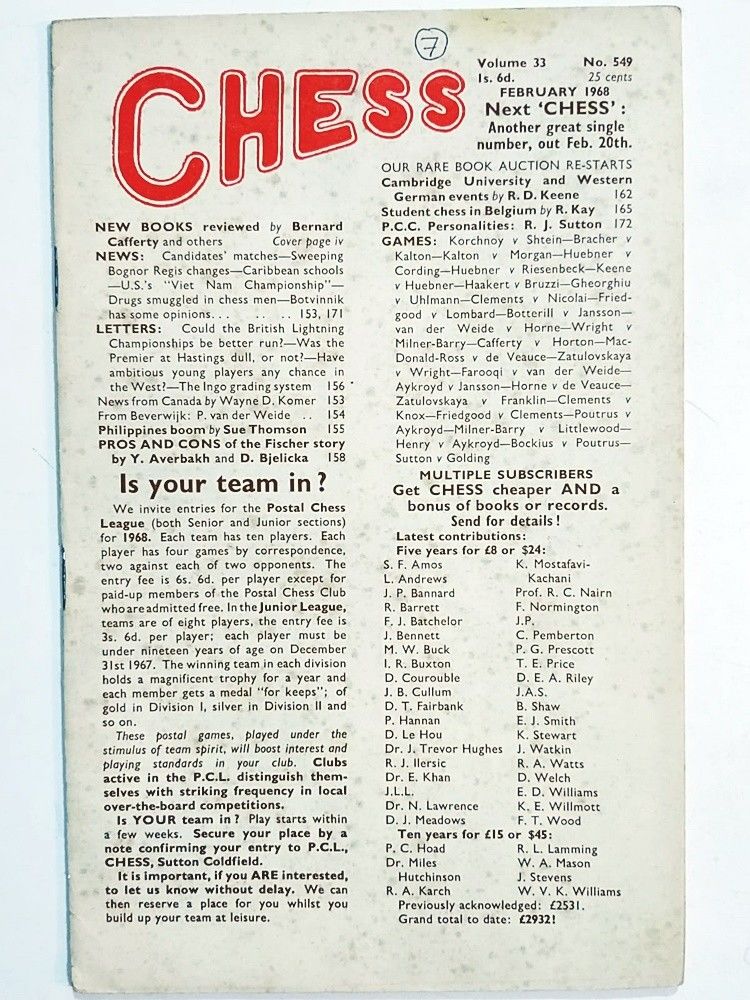 7
CHESS
Volume 33 No. 549
1s. 6d. 25 cents
FEBRUARY 1968
Next 'CHESS' :
Another great single
number, out Feb. 20th.
NEW BOOKS reviewed by Bernard
Cafferty and others Cover page iv
NEWS: Candidates' matches—Sweeping
Bognor Regis changes—Caribbean schools
—U.S.'s "Viet Nam Championship"—
Drugs smuggled in chess men—Botvinnik
has some opinions... .. .. .. 153, 171
LETTERS: Could the British Lightning
Championships be better run?—Was the
Premier at Hastings dull, or not?—Have
ambitious young players any chance in
the West?—The Ingo grading system 156
News from Canada by Wayne D. Komer 153
From Beverwijk: P. van der Weide .. 154
Philippines boom by Sue Thomson 155
PROS AND CONS of the Fischer story
by Y. Averbakh and D. Bjelicka 158
Is your team in?
We invite entries for the Postal Chess
League (both Senior and Junior sections)
for 1968. Each team has ten players. Each
player has four games by correspondence,
two against each of two opponents. The
entry fee is 6s. 6d. per player except for
paid-up members of the Postal Chess Club
who are admitted free. In the Junior League,
teams are of eight players, the entry fee is
3s. 6d. per player; each player must be
under nineteen years of age on December
31st 1967. The winning team in each division
holds a magnificent trophy for a year and
each member gets a medal "for keeps"; of
gold in Division I, silver in Division II and
so on.
These postal games, played under the
stimulus of team spirit, will boost interest and
playing standards in your club. Clubs
active in the P.C.L. distinguish them-
selves with striking frequency in local
over-the-board competitions.
Is YOUR team in? Play starts within
a few weeks. Secure your place by a
note confirming your entry to P.C.L.,
CHESS, Sutton Coldfield.
It is important, if you ARE interested,
to let us know without delay. We can
then reserve a place for you whilst you
build up your team at leisure.
OUR RARE BOOK AUCTION RE-STARTS
Cambridge University and Western
German events by R. D. Keene 162
Student chess in Belgium by R. Kay 165
P.C.C. Personalities: R. J. Sutton 172
GAMES: Korchnoy v Shtein—Bracher v
Kalton—Kalton v Morgan—Huebner v
Cording—Huebner v Riesenbeck—Keene
v Huebner—Haakert v Bruzzi—Gheorghiu
v Uhlmann—Clements v Nicolai—Fried-
good v Lombard—Botterill v Jansson—
van der Weide v Horne—Wright v
Milner-Barry—Cafferty v Horton—Mac-
Donald-Ross v de Veauce—Zatulovskaya
v Wright—Farooqi v van der Weide—
Aykroyd v Jansson—Horne v de Veauce—
Zatulovskaya v Franklin—Clements v
Knox—Friedgood v Clements—Poutrus v
Aykroyd—Milner-Barry v Littlewood—
Henry v Aykroyd—Bockius v Poutrus—
Sutton v Golding
MULTIPLE SUBSCRIBERS
Get CHESS cheaper AND a
bonus of books or records.
Send for details!
Latest contributions:
Five years for £8 or $24:
S. F. Amos
L. Andrews
J. P. Bannard
R. Barrett
F. J. Batchelor
J. Bennett
M. W. Buck
I. R. Buxton
D. Courouble
J. B. Cullum
D. T. Fairbank
P. Hannan
D. Le Hou
Dr. J. Trevor Hughes
R. J. Ilersic
Dr. E. Khan
J.L.L.
Dr. N. Lawrence
D. J. Meadows
K. Mostafavi-
Kachani
Prof. R. C. Nairn
F. Normington
J.P.
C. Pemberton
P. G. Prescott
T. E. Price
D. E. A. Riley
J.A.S.
B. Shaw
E. J. Smith
K. Stewart
J. Watkin
R. A. Watts
D. Welch
E. D. Williams
K. E. Willmott
F. T. Wood
Ten years for £15 or $45:
P. C. Hoad
Dr. Miles
Hutchinson
R. A. Karch
R. L. Lamming
W. A. Mason
J. Stevens
W. V. K. Williams
Previously acknowledged: £2531.
Grand total to date: £2932!